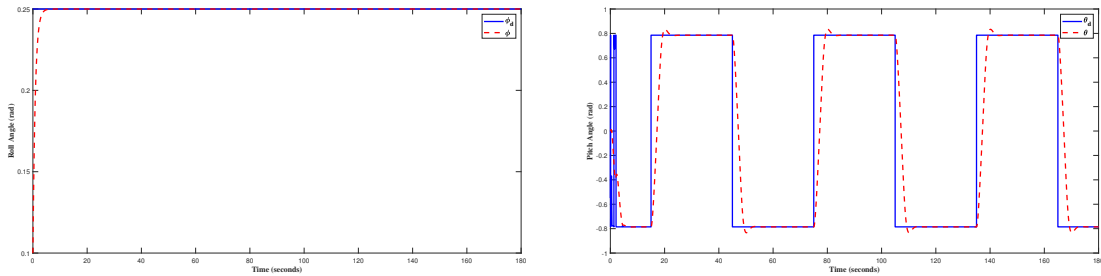 0.25
0.2
0.15
0.1
Roll Angle (rad)
0 20 40 60 80 100 120 140 160 180
Time (seconds)
ϕd
ϕ
1
0.8
0.6
0.4
0.2
0
-0.2
-0.4
-0.6
-0.8
-1
Pitch Angle (rad)
0 20 40 60 80 100 120 140 160 180
Time (seconds)
θd
θ